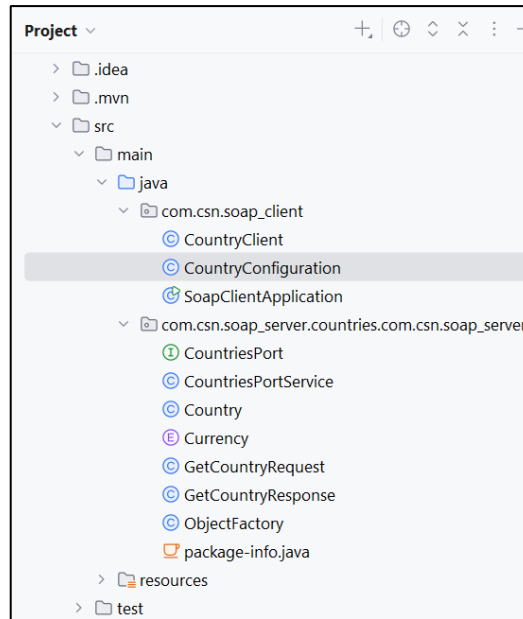 Project
.idea
.mvn
src
main
java
com.csn.soap_client
CountryClient
CountryConfiguration
SoapClientApplication
com.csn.soap_server.countries.com.csn.soap_server
CountriesPort
CountriesPortService
Country
Currency
GetCountryRequest
GetCountryResponse
ObjectFactory
package-info.java
resources
test